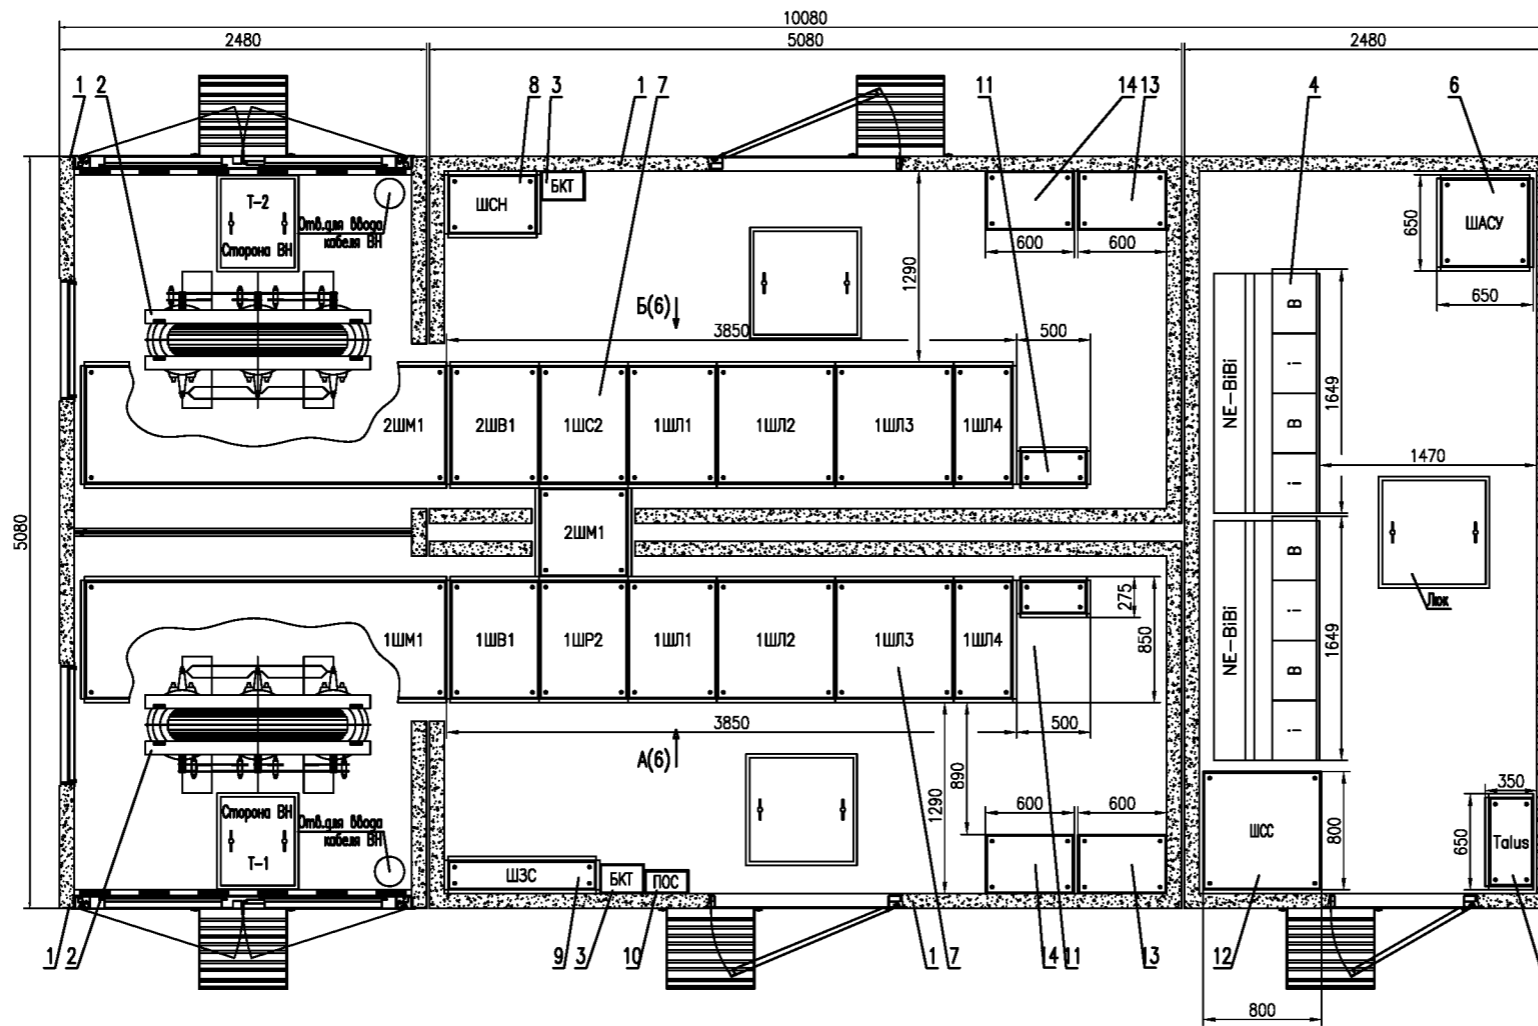 10080
2480
5080
2480
1
2
8
3
1
7
11
14
13
4
6
Т-2
Сторона ВН
Отв.для ввода
кабеля ВН
ШСН
БКТ
600
600
1290
650
ШАСУ
650
Б(6)
3850
500
NE-BiBi
B
i
B
i
1649
1470
2ШМ1
2ШВ1
1ШС2
1ШЛ1
1ШЛ2
1ШЛ3
1ШЛ4
5080
2ШМ1
Люк
1ШМ1
1ШВ1
1ШР2
1ШЛ1
1ШЛ2
1ШЛ3
1ШЛ4
275
850
NE-BiBi
B
i
B
i
1649
А(6)
3850
500
890
1290
600
600
Сторона ВН
Т-1
Отв.для ввода
кабеля ВН
ШЗС
БКТ
ПОС
ШСС
800
350
650
Talus
1
2
9
3
10
1
7
14
11
13
12
800